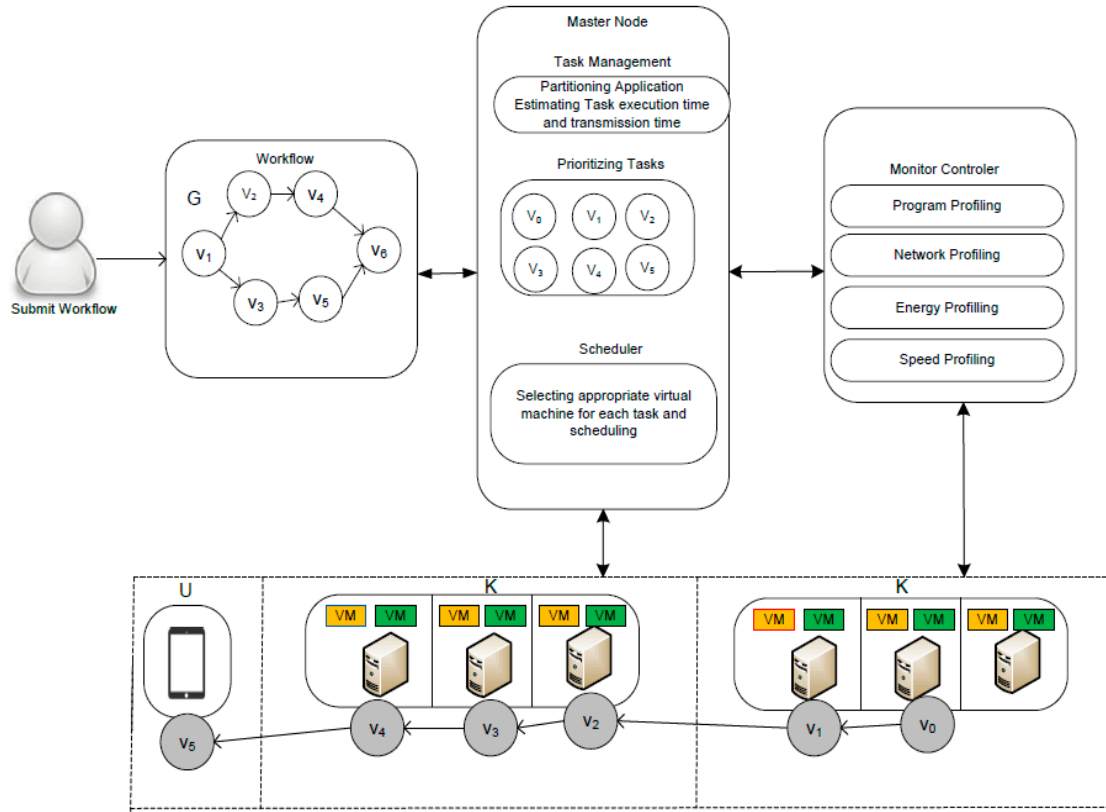 Master Node
Task Management
Partitioning Application
Estimating Task execution time
and transmission time
Workflow
G
V2
V4
V1
V6
V3
V5
Submit Workflow
Prioritizing Tasks
V0
V1
V2
V3
V4
V5
Scheduler
Selecting appropriate virtual
machine for each task and
scheduling
Monitor Controler
Program Profiling
Network Profiling
Energy Profilling
Speed Profiling
U
K
K
VM VM VM VM VM VM
VM VM VM VM VM VM
V5
V4
V3
V2
V1
V0